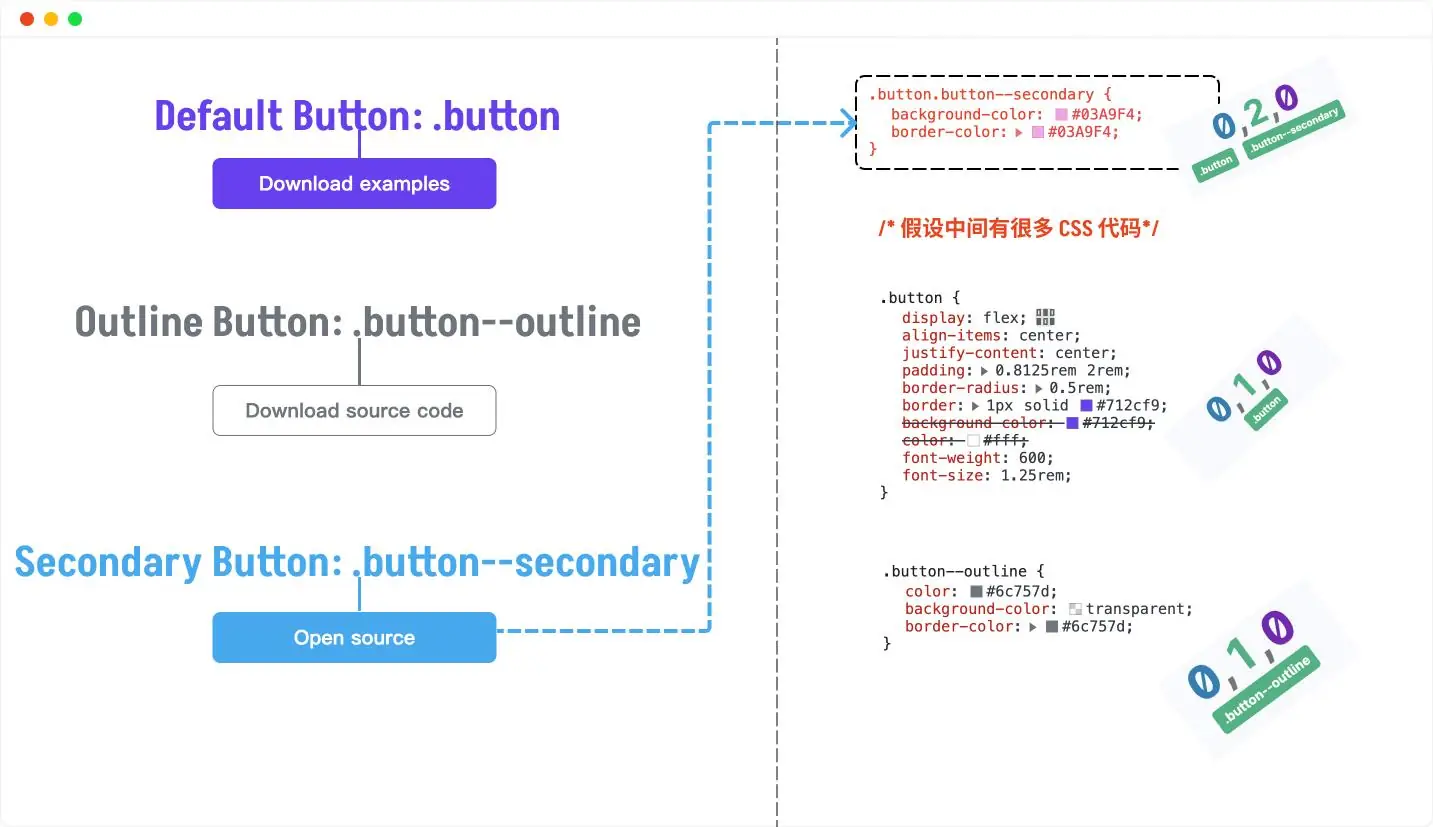 Default Button: .button
Download examples
Outline Button: .button--outline
Download source code
Secondary Button: .button--secondary
Open source
.button.button--secondary {
background-color: #03A9F4;
border-color: #03A9F4;
}
0,2,0
.button
.button--secondary
/* 假设中间有很多 CSS 代码*/
.button {
display: flex;
align-items: center;
justify-content: center;
padding: 0.8125rem 2rem;
border-radius: 0.5rem;
border: 1px solid #712cf9;
background-color: #712cf9;
color: #fff;
font-weight: 600;
font-size: 1.25rem;
}
0,1,0
.button
.button--outline {
color: #6c757d;
background-color: transparent;
border-color: #6c757d;
}
0,1,0
.button--outline